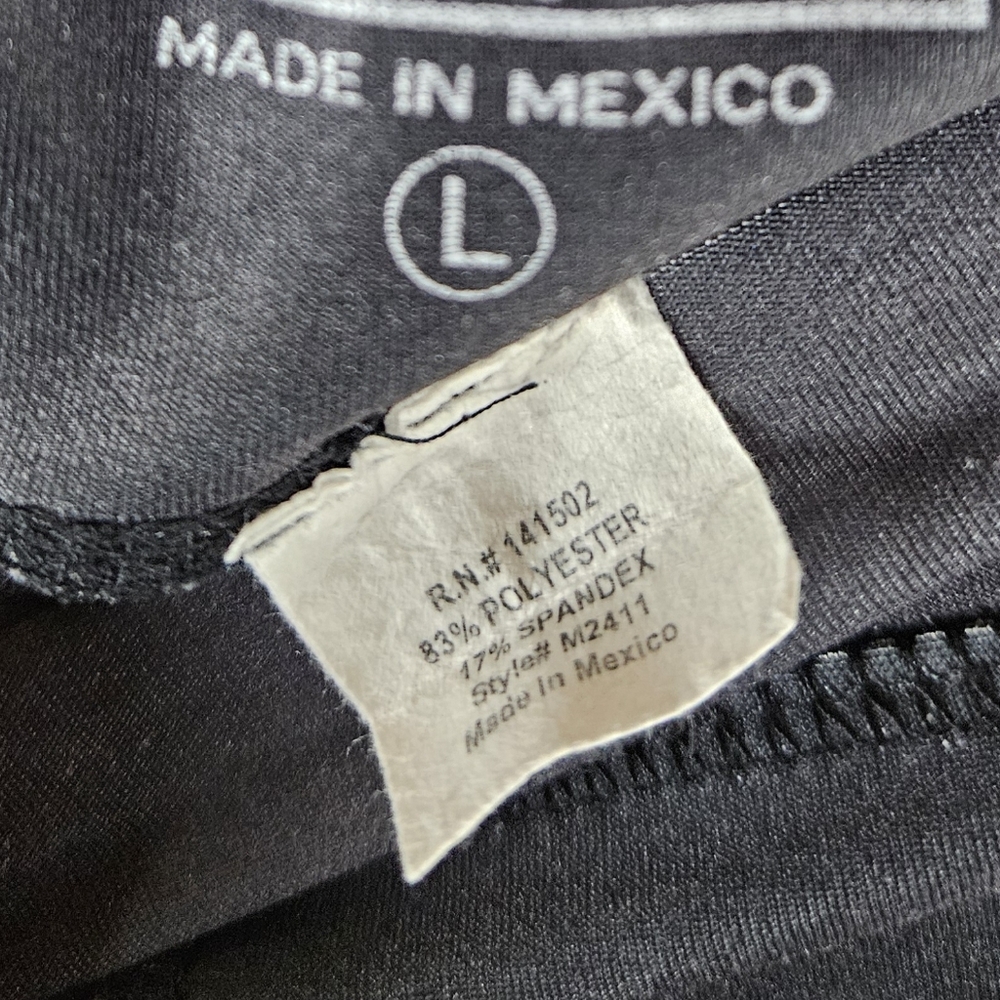 MADE IN MEXICO
L
R.N.# 141502
83% POLYESTER
17% SPANDEX
Style# M2411
Made In Mexico